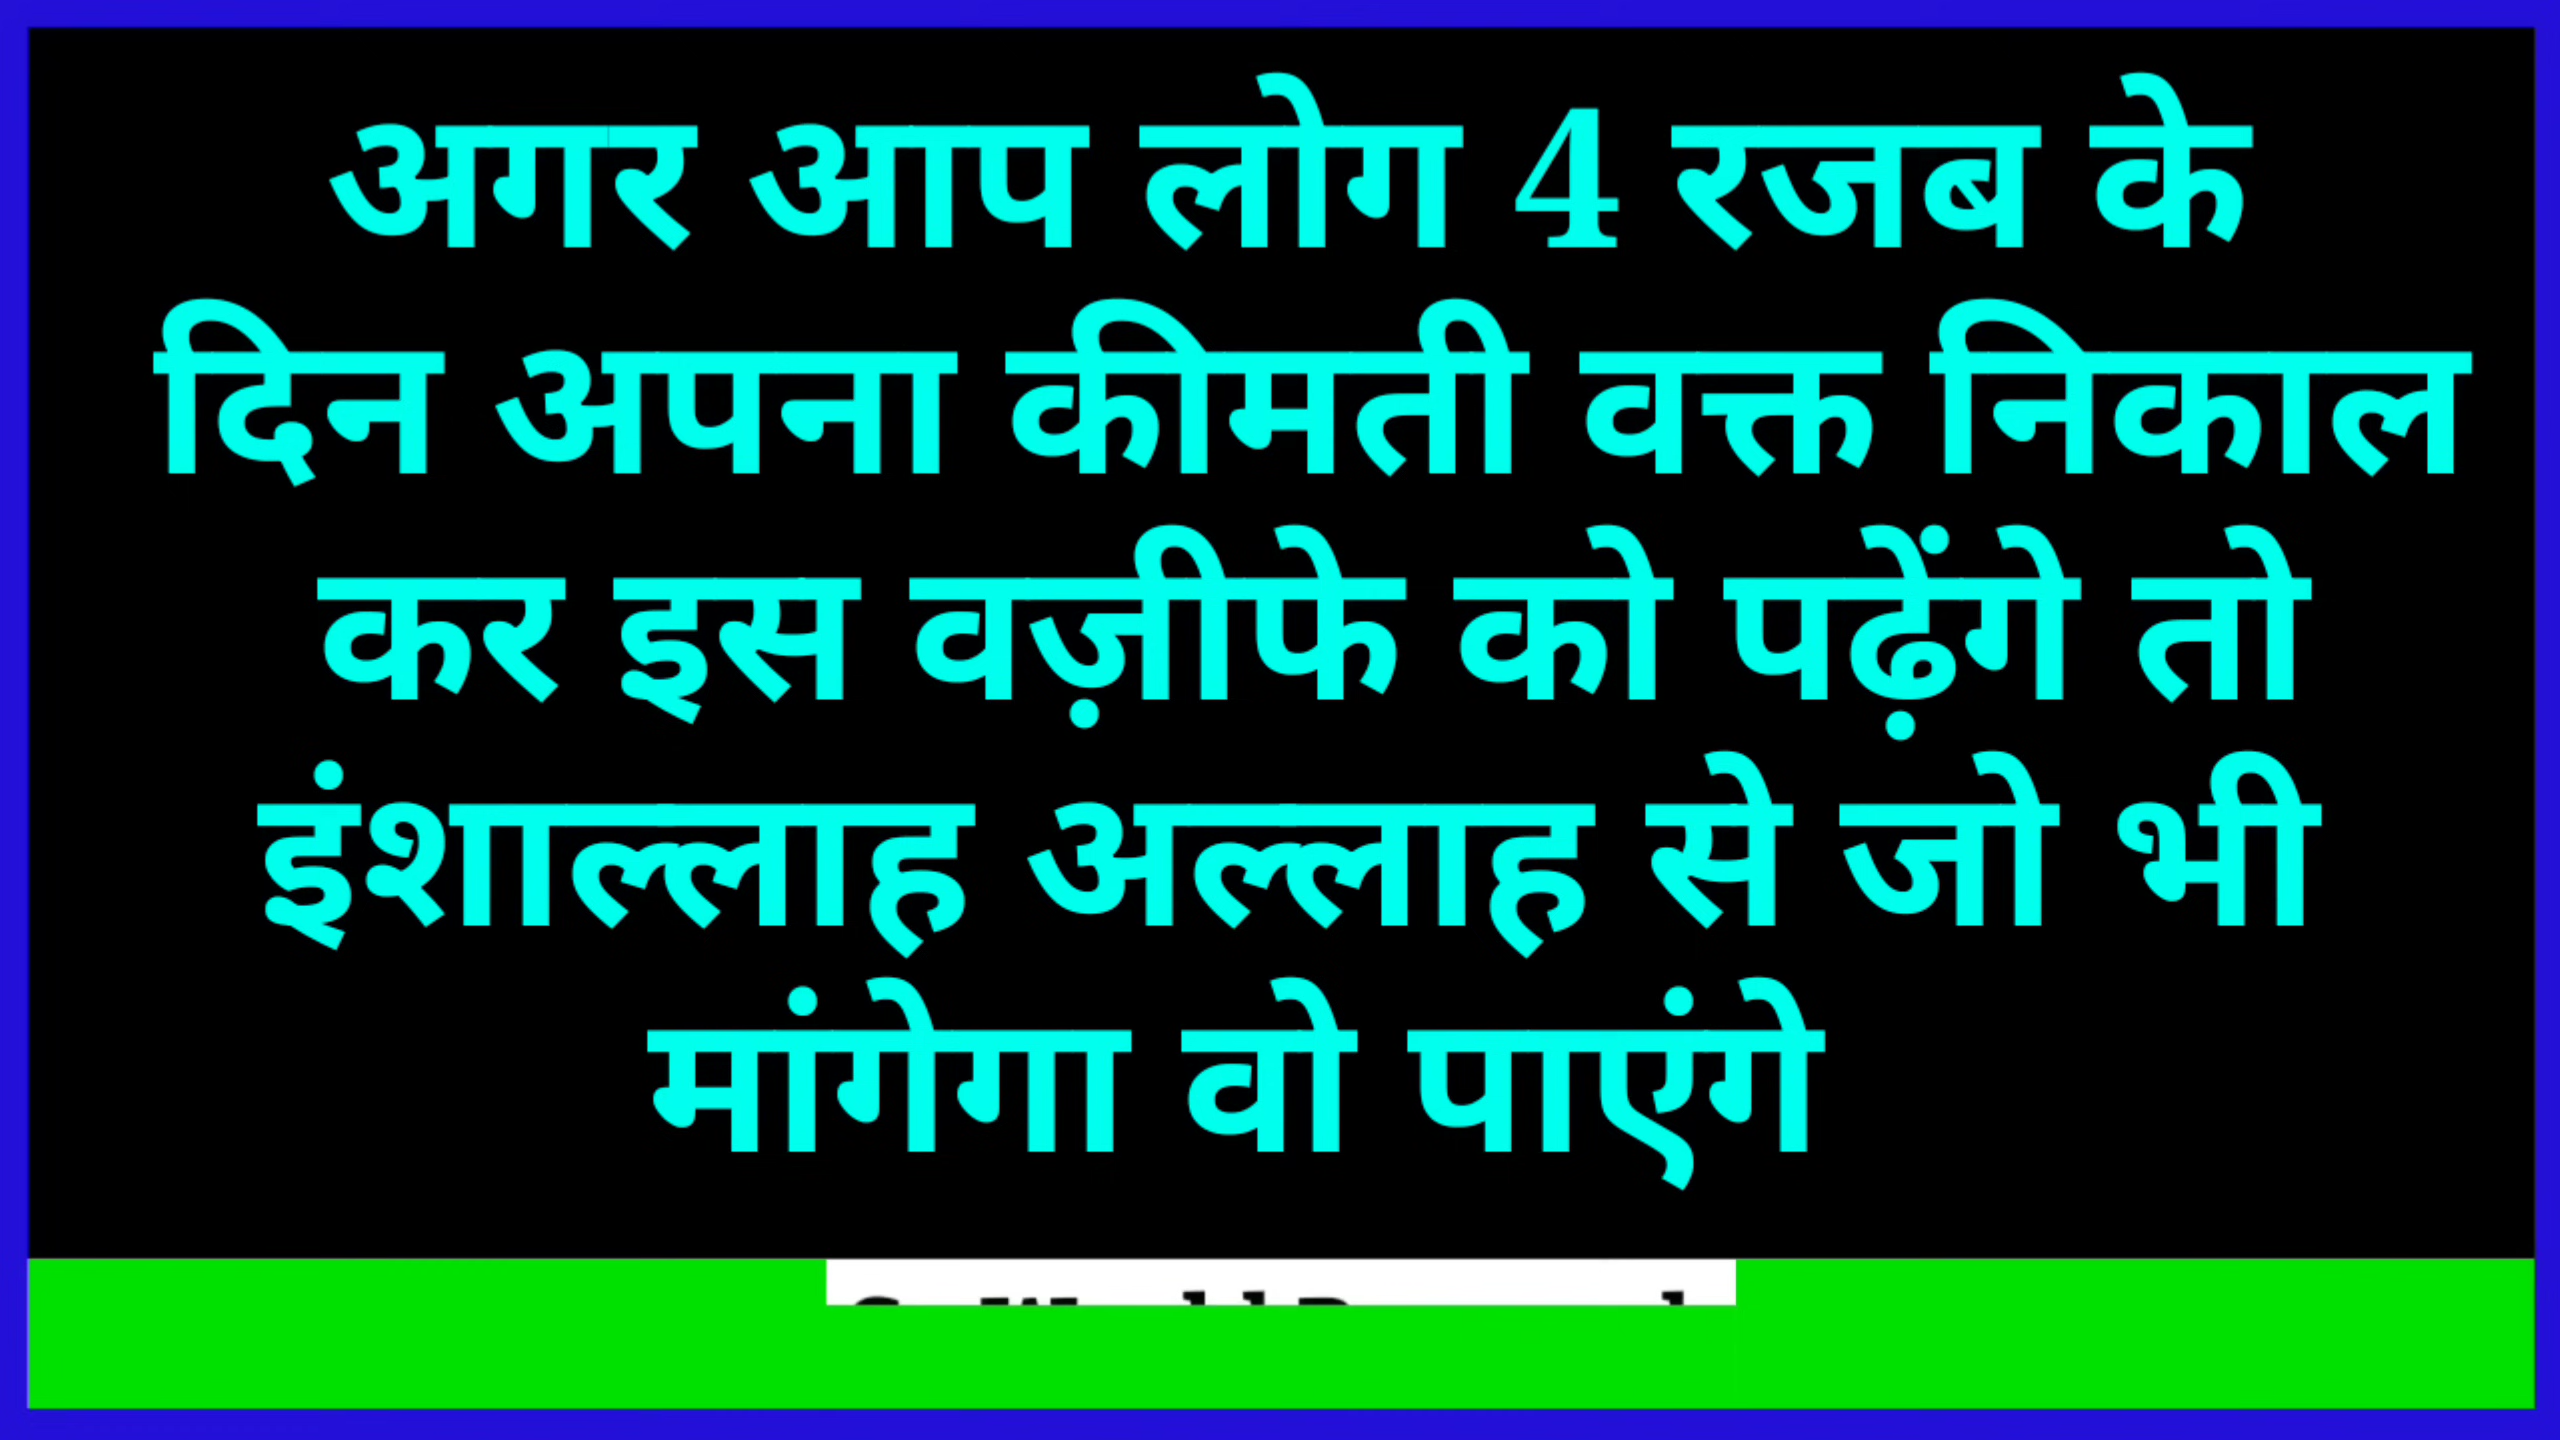 अगर आप लोग 4 रजब के
दिन अपना कीमती वक्त निकाल
कर इस वज़ीफे को पढ़ेंगे तो
इंशाल्लाह अल्लाह से जो भी
मांगेगा वो पाएंगे